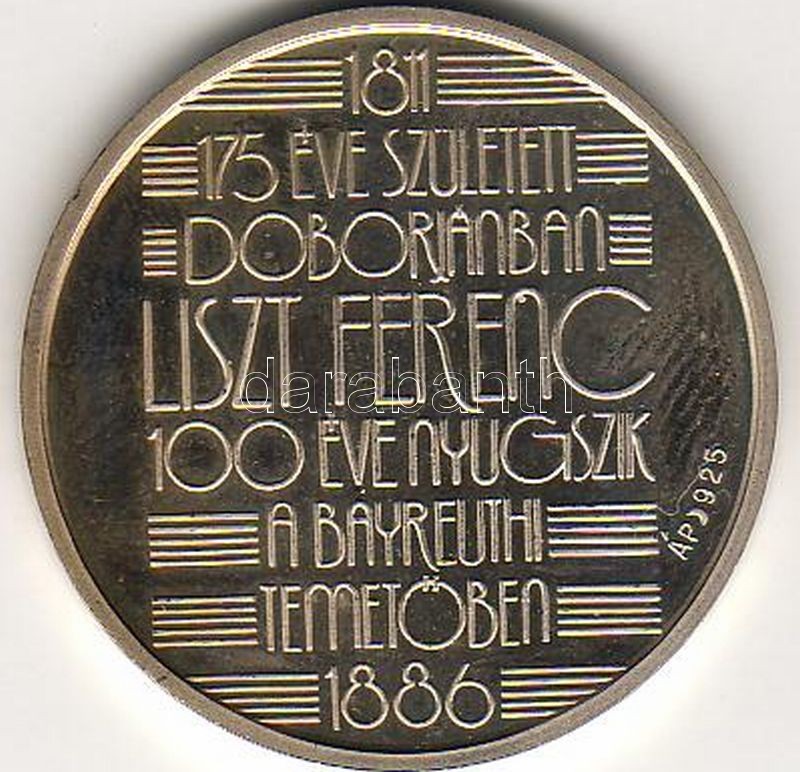 1811
175 ÉVE SZÜLETETT
DOBORJÁNBAN
LISZT FERENC
darabanth
100 ÉVE NYUGSZIK
A BAYREUTHI
TEMETŐBEN
1886
ÁP 925